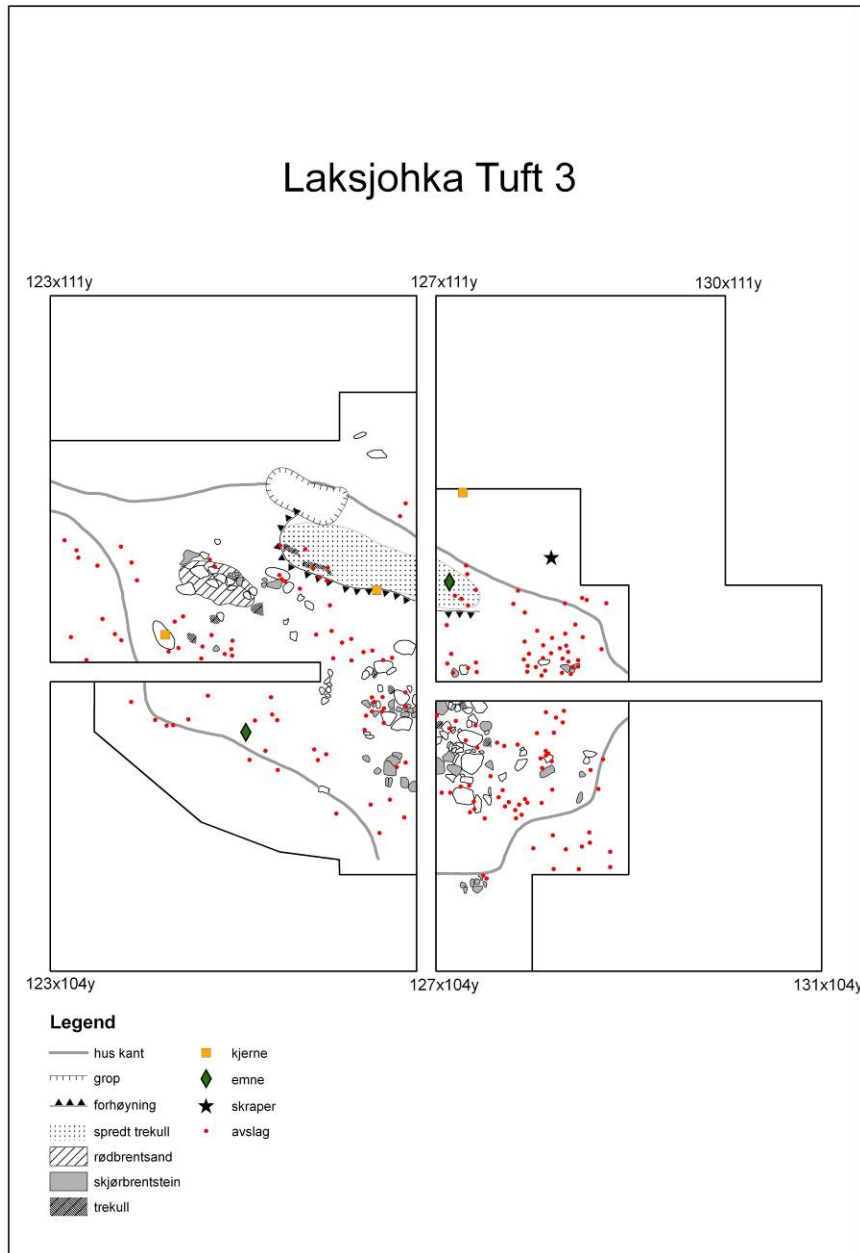 Laksjohka Tuft 3
123x111y
127x111y
130x111y
123x104y
127x104y
131x104y
Legend
hus kant
grop
forhøyning
spredt trekull
rødbrentsand
skjørbrentstein
trekull
kjerne
emne
skraper
avslag